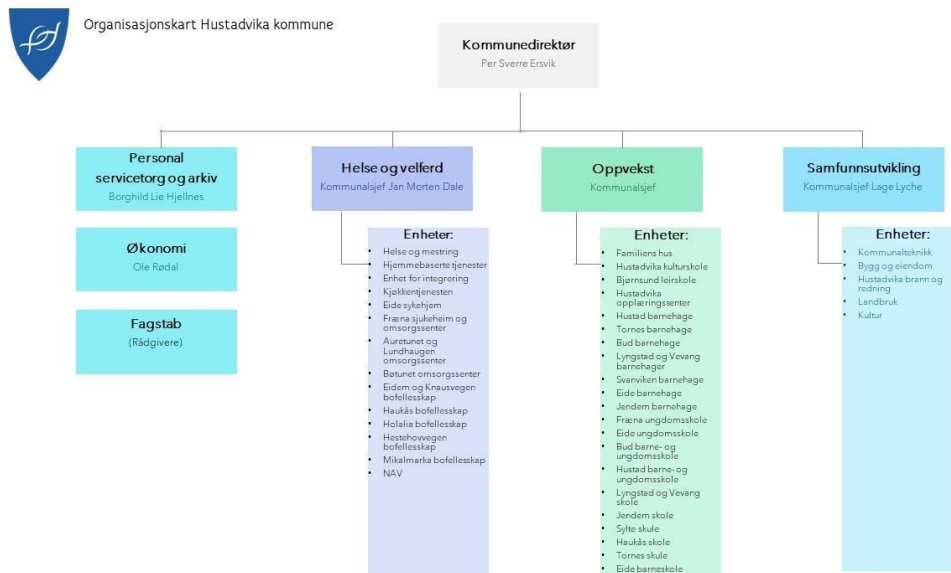 Organisasjonskart Hustadvika kommune
Kommunedirektør
Per Sverre Ersvik
Personal
servicetorg og arkiv
Borghild Lie Hjellnes
Økonomi
Ole Rødal
Fagstab
(Rådgivere)
Helse og velferd
Kommunalsjef Jan Morten Dale
Enheter:
• Helse og mestring
• Hjemmebaserte tjenester
• Enhet for integrering
• Kjøkkentjenesten
• Eide sykehjem
• Fræna sjukeheim og
omsorgssenter
• Auretunet og
Lundhaugen
omsorgssenter
• Bøtunet omsorgssenter
• Eidem og Knausvegen
bofellesskap
• Haukås bofellesskap
• Holalia bofellesskap
• Hestehovvegen
bofellesskap
• Mikalmarka bofellesskap
• NAV
Oppvekst
Kommunalsjef
Enheter:
• Familiens hus
• Hustadvika kulturskole
• Bjørnsund leirskole
• Hustadvika
opplæringssenter
• Hustad barnehage
• Tornes barnehage
• Bud barnehage
• Lyngstad og Vevang
barnehager
• Svanviken barnehage
• Eide barnehage
• Jendem barnehage
• Fræna ungdomsskole
• Eide ungdomsskole
• Bud barne- og
ungdomsskole
• Hustad barne- og
ungdomsskole
• Lyngstad og Vevang
skole
• Jendem skole
• Sylte skule
• Haukås skole
• Tornes skule
• Eide barneskole
Samfunnsutvikling
Kommunalsjef Lage Lyche
Enheter:
• Kommunalteknikk
• Bygg og eiendom
• Hustadvika brann og
redning
• Landbruk
• Kultur